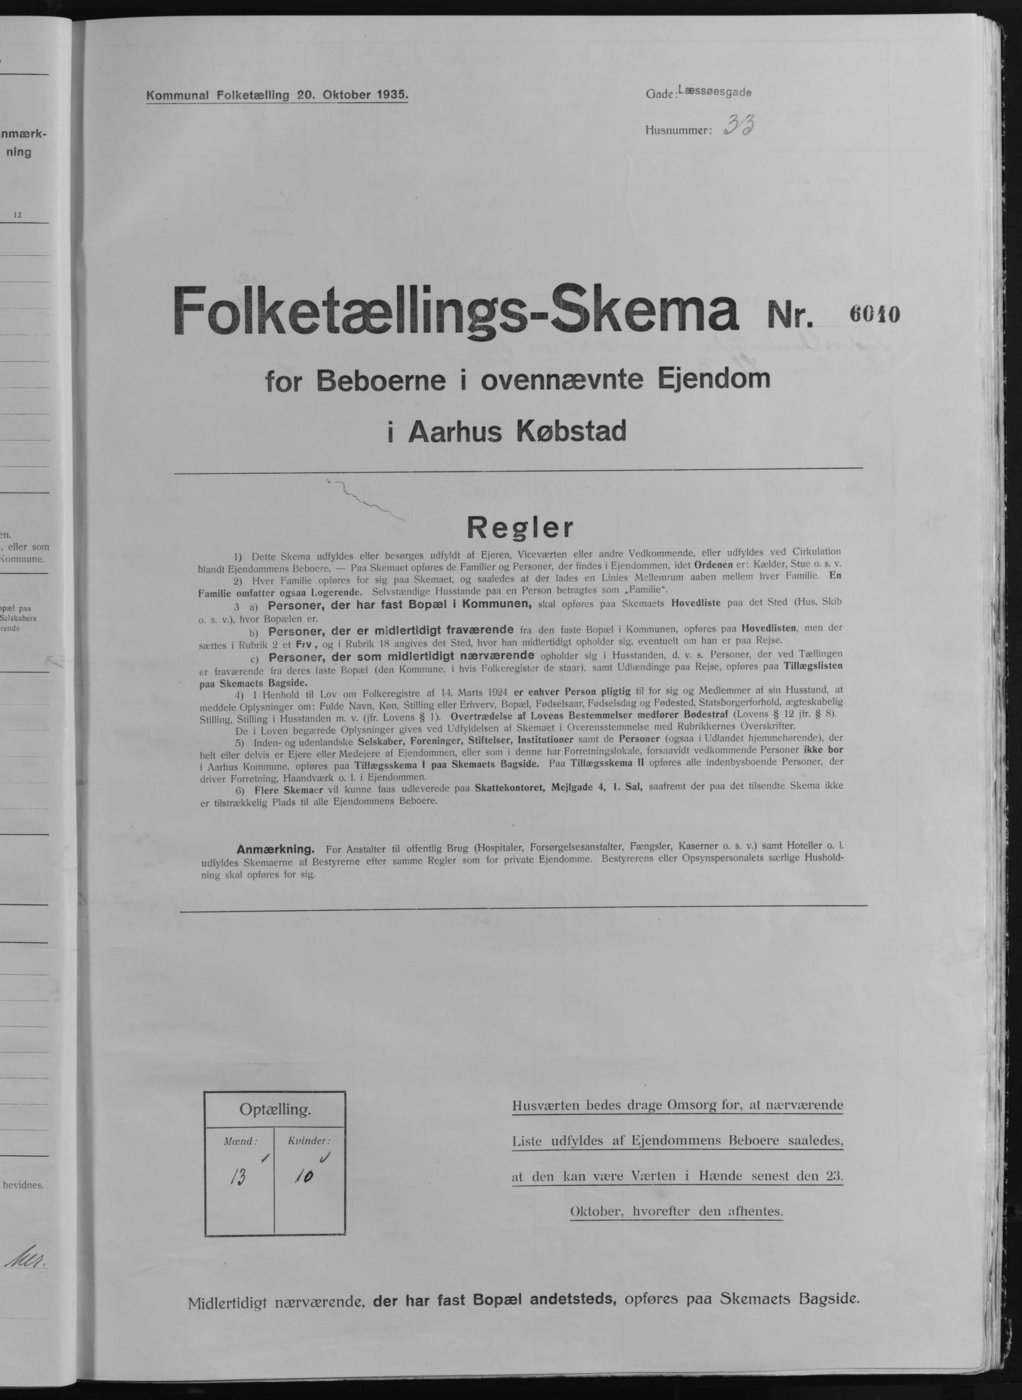 nmærk-
ning
12
en.
, eller som
Kommune.
opæl paa
Selskabers
rende
bevidnes.
Kommunal Folketælling 20. Oktober 1935.
Gade: Læssøesgade
Husnummer: 33
Folketællings-Skema Nr. 6010
for Beboerne i ovennævnte Ejendom
i Aarhus Købstad
Regler
1) Dette Skema udfyldes eller besørges udfyldt af Ejeren, Viceværten eller andre Vedkommende, eller udfyldes ved Cirkulation
blandt Ejendommens Beboere. — Paa Skemaet opføres de Familier og Personer, der findes i Ejendommen, idet Ordenen er: Kælder, Stue o. s. v.
2) Hver Familie opføres for sig paa Skemaet, og saaledes at der lades en Linies Mellemrum aaben mellem hver Familie. En
Familie omfatter ogsaa Logerende. Selvstændige Husstande paa en Person betragtes som „Familie“.
3 a) Personer, der har fast Bopæl i Kommunen, skal opføres paa Skemaets Hovedliste paa det Sted (Hus, Skib
o. s. v.), hvor Bopælen er.
b) Personer, der er midlertidigt fraværende fra den faste Bopæl i Kommunen, opføres paa Hovedlisten, men der
sættes i Rubrik 2 et Frv, og i Rubrik 18 angives det Sted, hvor han midlertidigt opholder sig, eventuelt om han er paa Rejse.
c) Personer, der som midlertidigt nærværende opholder sig i Husstanden, d. v. s. Personer, der ved Tællingen
er fraværende fra deres faste Bopæl (den Kommune, i hvis Folkeregister de staar), samt Udlændinge paa Rejse, opføres paa Tillægslisten
paa Skemaets Bagside.
4) I Henhold til Lov om Folkeregistre af 14. Marts 1924 er enhver Person pligtig til for sig og Medlemmer af sin Husstand, at
meddele Oplysninger om: Fulde Navn, Køn, Stilling eller Erhverv, Bopæl, Fødselsaar, Fødselsdag og Fødested, Statsborgerforhold, ægteskabelig
Stilling, Stilling i Husstanden m. v. (jfr. Lovens § 1). Overtrædelse af Lovens Bestemmelser medfører Bødestraf (Lovens § 12 jfr. § 8).
De i Loven begærede Oplysninger gives ved Udfyldelsen af Skemaet i Overensstemmelse med Rubrikkernes Overskrifter.
5) Inden- og udenlandske Selskaber, Foreninger, Stiftelser, Institutioner samt de Personer (ogsaa i Udlandet hjemmehørende), der
helt eller delvis er Ejere eller Medejere af Ejendommen, eller som i denne har Forretningslokale, forsaavidt vedkommende Personer ikke bor
i Aarhus Kommune, opføres paa Tillægsskema I paa Skemaets Bagside. Paa Tillægsskema II opføres alle indenbysboende Personer, der
driver Forretning, Haandværk o. l. i Ejendommen.
6) Flere Skemaer vil kunne faas udleverede paa Skattekontoret, Mejlgade 4, 1. Sal, saafremt der paa det tilsendte Skema ikke
er tilstrækkelig Plads til alle Ejendommens Beboere.
Anmærkning. For Anstalter til offentlig Brug (Hospitaler, Forsørgelsesanstalter, Fængsler, Kaserner o. s. v.) samt Hoteller o. l.
udfyldes Skemaerne af Bestyrerne efter samme Regler som for private Ejendomme. Bestyrerens eller Opsynspersonalets særlige Hushold-
ning skal opføres for sig.
Optælling.
Mænd: Kvinder:
13 10
Husværten bedes drage Omsorg for, at nærværende
Liste udfyldes af Ejendommens Beboere saaledes,
at den kan være Værten i Hænde senest den 23.
Oktober, hvorefter den afhentes.
Midlertidigt nærværende, der har fast Bopæl andetsteds, opføres paa Skemaets Bagside.